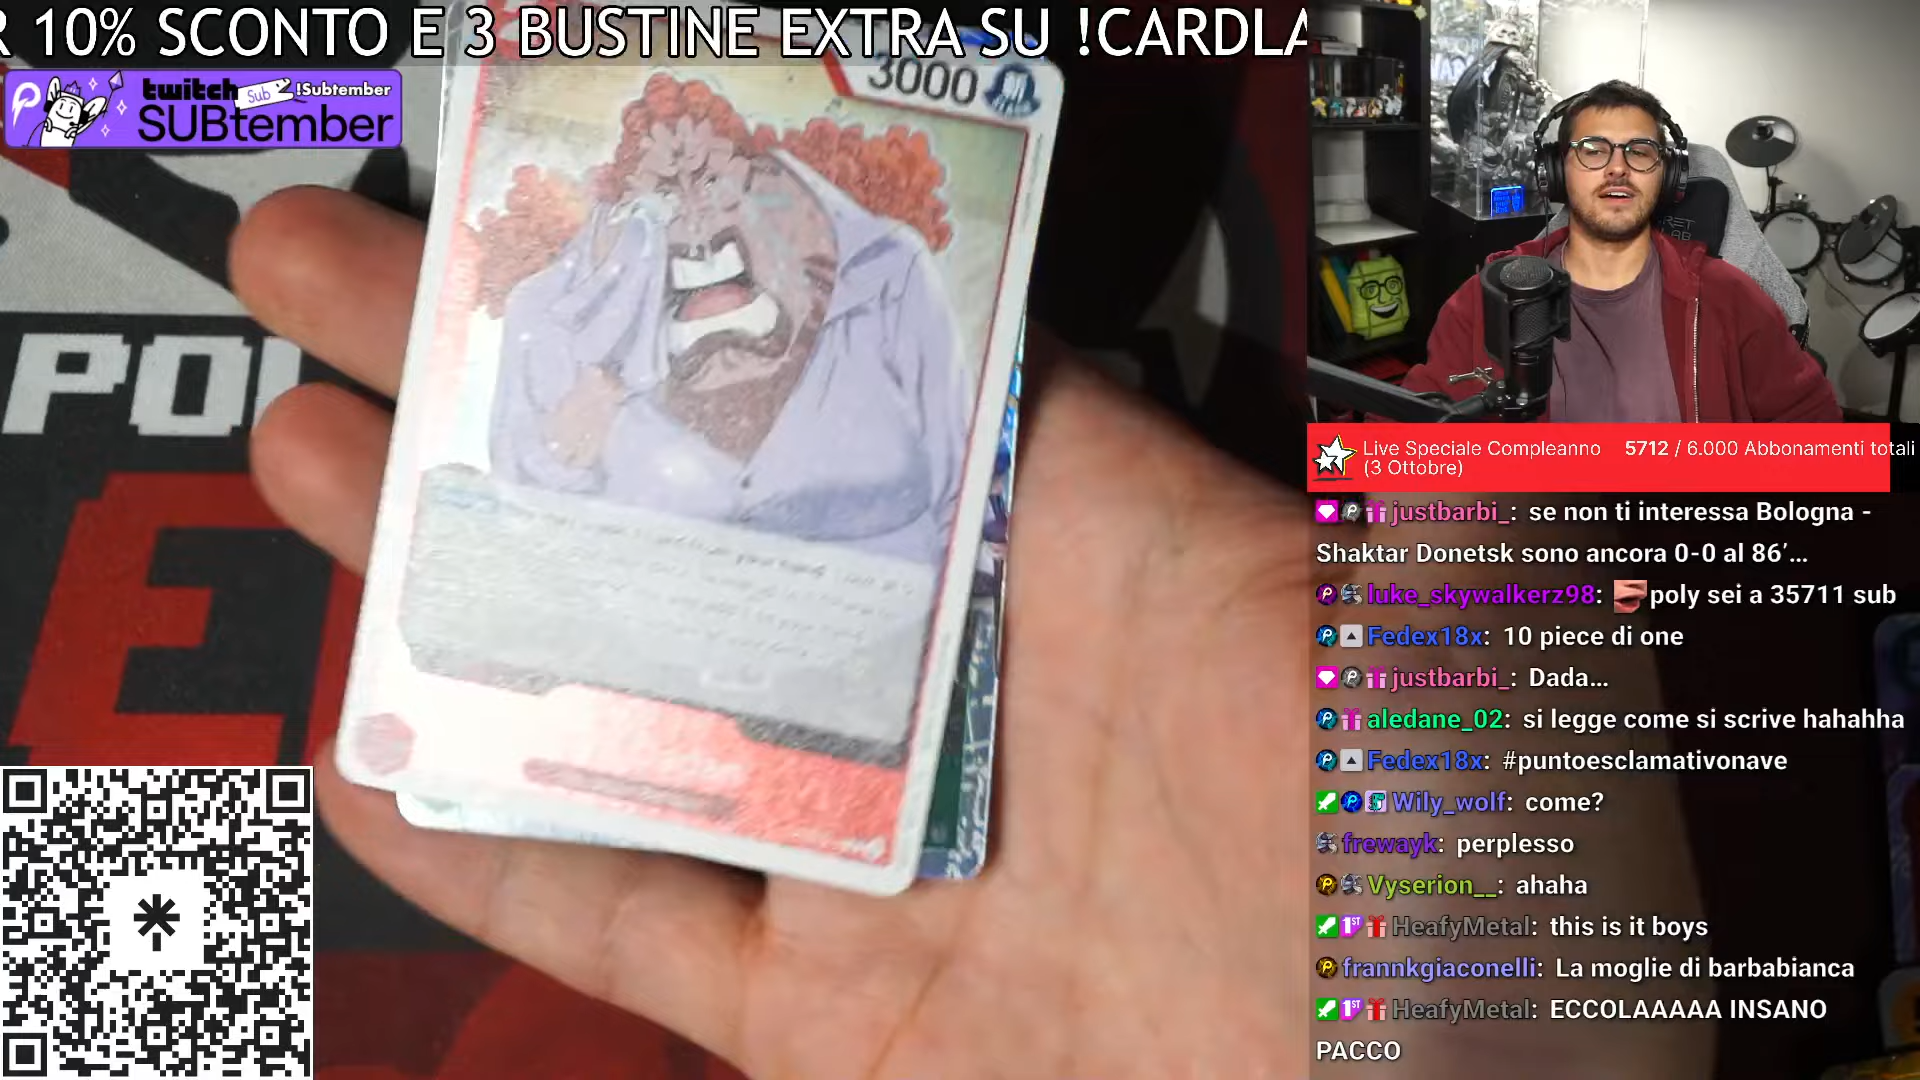 R 10% SCONTO E 3 BUSTINE EXTRA SU !CARDLA
twitch Sub !Subtember
SUBtember
3000
PO
E
Live Speciale Compleanno 5712 / 6.000 Abbonamenti totali
(3 Ottobre)
justbarbi_: se non ti interessa Bologna -
Shaktar Donetsk sono ancora 0-0 al 86’...
luke_skywalkerz98: poly sei a 35711 sub
Fedex18x: 10 piece di one
justbarbi_: Dada...
aledane_02: si legge come si scrive hahahha
Fedex18x: #puntoesclamativonave
Wily_wolf: come?
frewayk: perplesso
Vyserion__: ahaha
HeafyMetal: this is it boys
frannkgiaconelli: La moglie di barbabianca
HeafyMetal: ECCOLAAAAA INSANO
PACCO